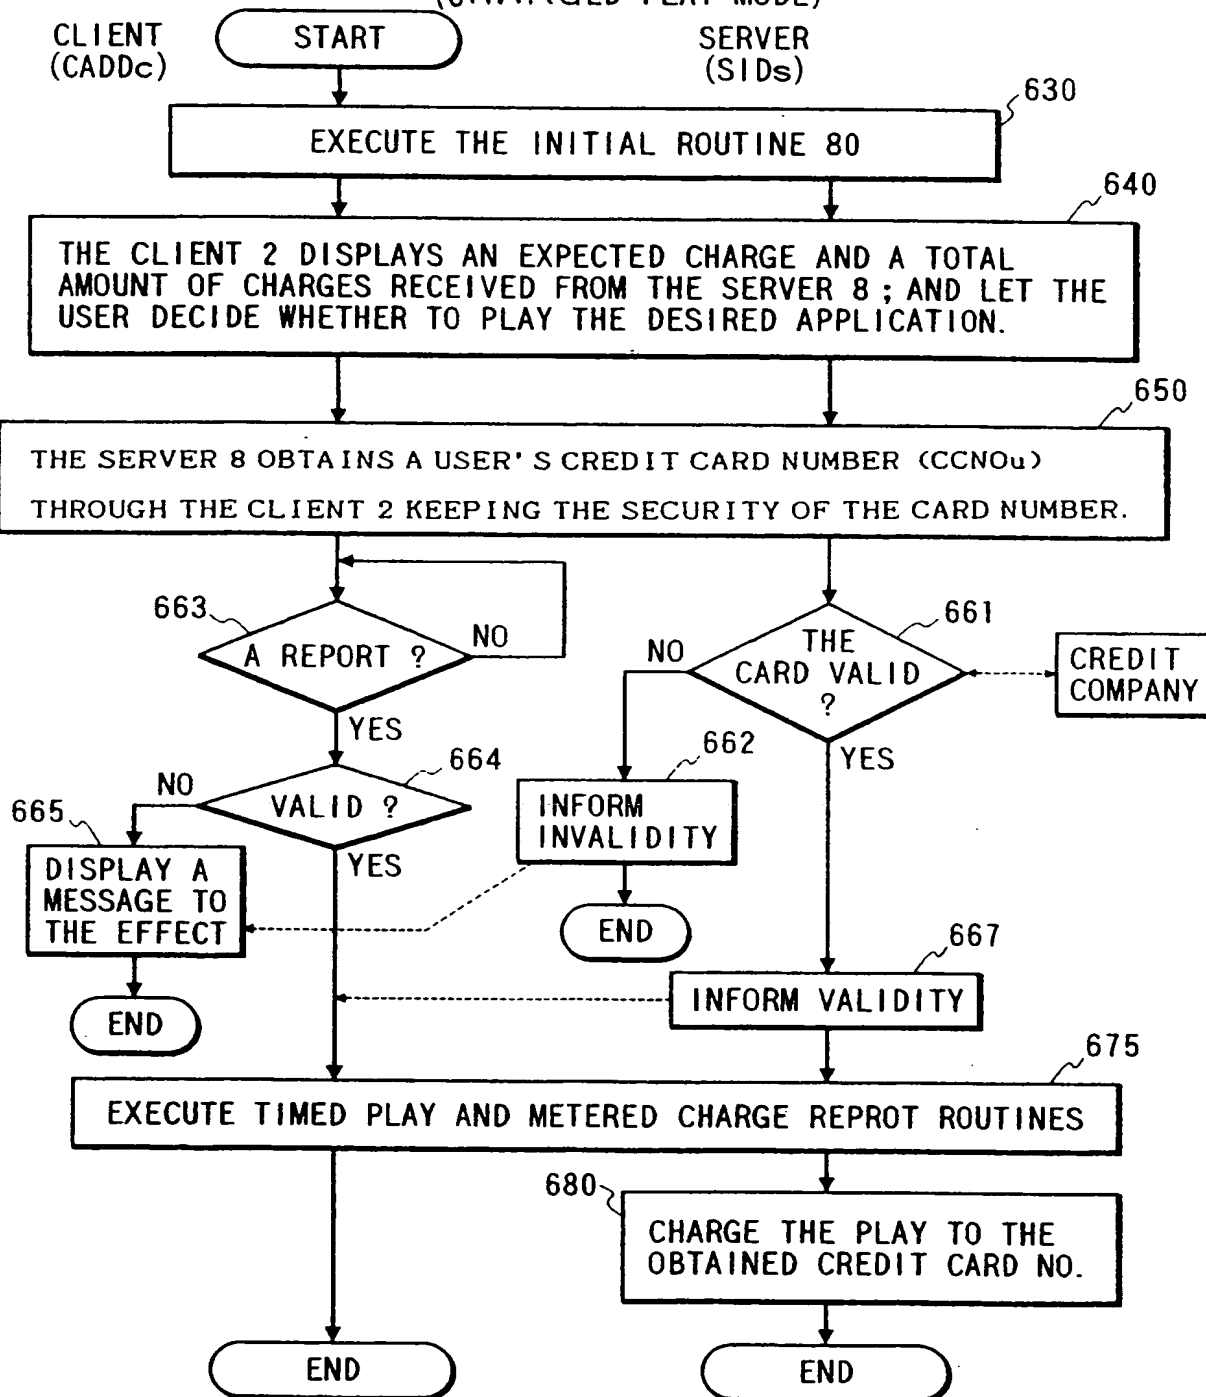 CLIENT
(CADDc)
START
SERVER
(SIDs)
630
EXECUTE THE INITIAL ROUTINE 80
640
THE CLIENT 2 DISPLAYS AN EXPECTED CHARGE AND A TOTAL
AMOUNT OF CHARGES RECEIVED FROM THE SERVER 8 ; AND LET THE
USER DECIDE WHETHER TO PLAY THE DESIRED APPLICATION.
650
THE SERVER 8 OBTAINS A USER'S CREDIT CARD NUMBER (CCNOu)
THROUGH THE CLIENT 2 KEEPING THE SECURITY OF THE CARD NUMBER.
663
A REPORT ?
NO
YES
661
THE
CARD VALID
?
NO
YES
CREDIT
COMPANY
664
VALID ?
NO
YES
662
INFORM
INVALIDITY
END
665
DISPLAY A
MESSAGE TO
THE EFFECT
END
667
INFORM VALIDITY
675
EXECUTE TIMED PLAY AND METERED CHARGE REPROT ROUTINES
680
CHARGE THE PLAY TO THE
OBTAINED CREDIT CARD NO.
END
END